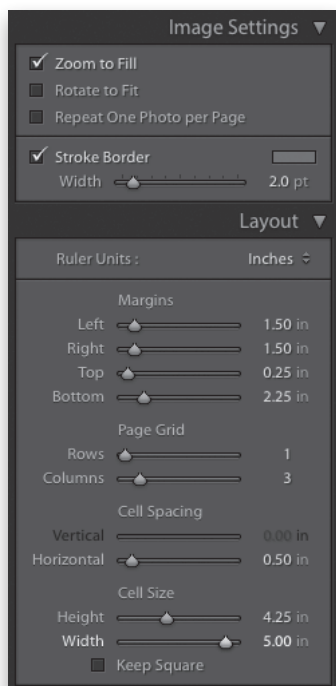 Image Settings
Zoom to Fill
Rotate to Fit
Repeat One Photo per Page
Stroke Border
Width 2.0 pt
Layout
Ruler Units : Inches
Margins
Left 1.50 in
Right 1.50 in
Top 0.25 in
Bottom 2.25 in
Page Grid
Rows 1
Columns 3
Cell Spacing
Vertical 0.00 in
Horizontal 0.50 in
Cell Size
Height 4.25 in
Width 5.00 in
Keep Square